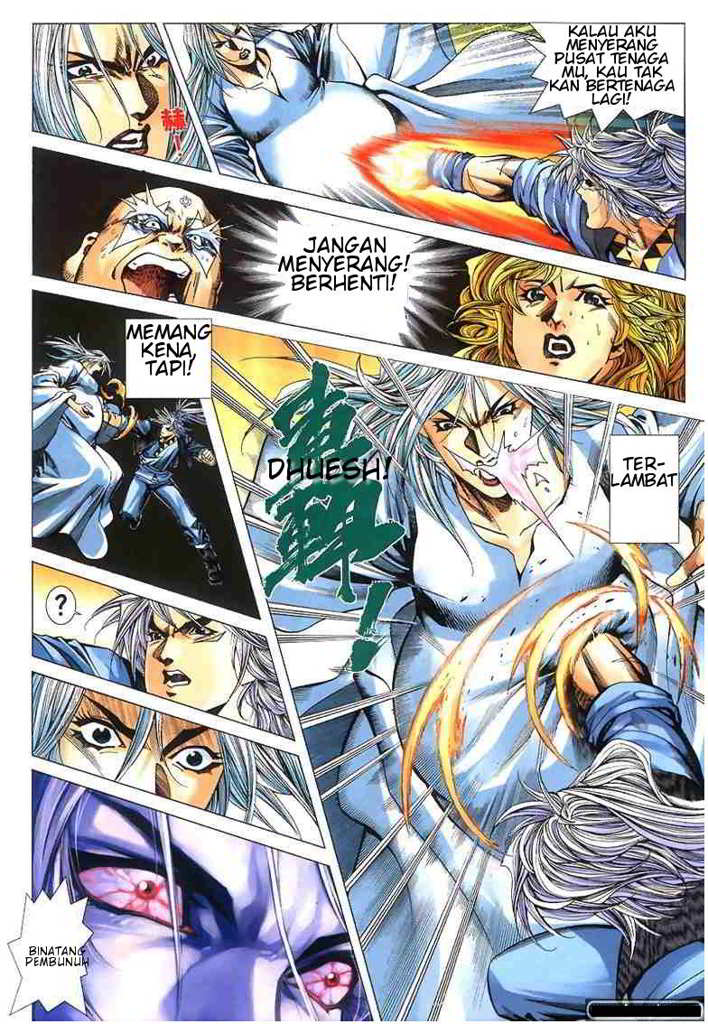 KALAU AKU
MENYERANG
PUSAT TENAGA
MU, KAU TAK
KAN BERTENAGA
LAGI!
赫!
JANGAN
MENYERANG!
BERHENTI!
MEMANG
KENA,
TAPI!
DHUESH!
TER-
LAMBAT
?
BINATANG
PEMBUNUH